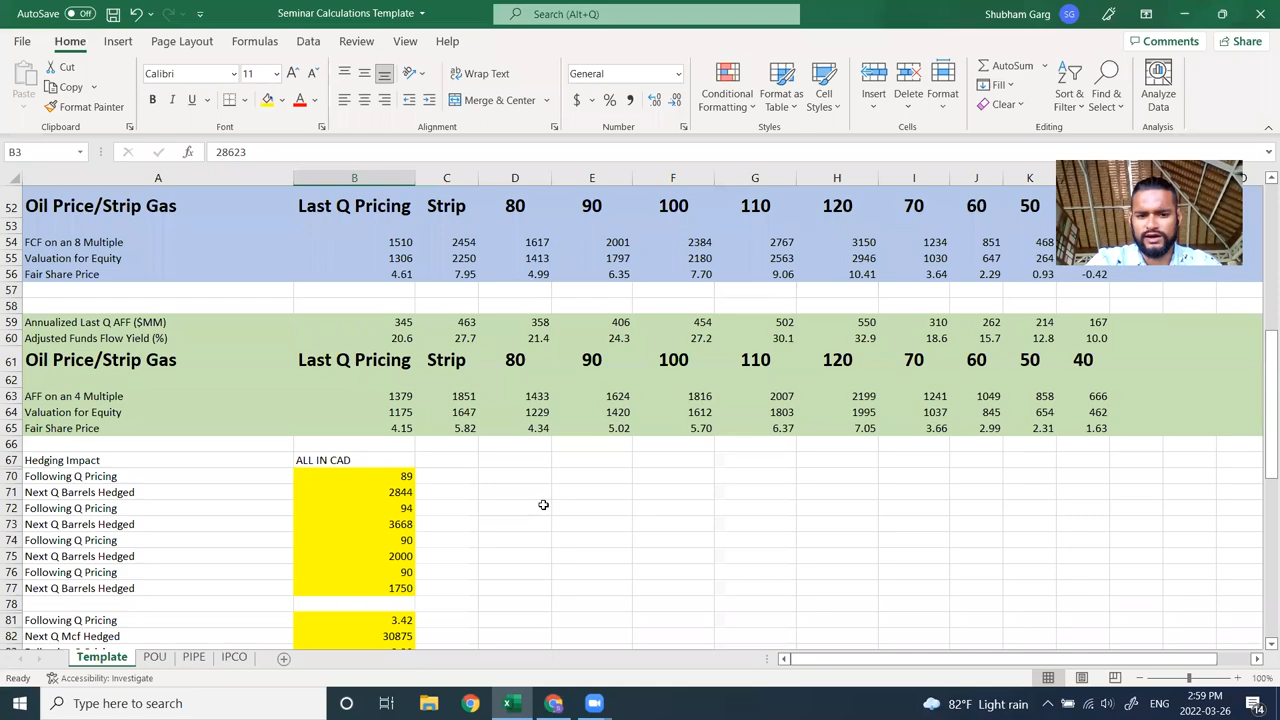 AutoSave Off Seminar Calculations Template Search (Alt+Q) Shubham Garg SG
File Home Insert Page Layout Formulas Data Review View Help Comments Share
Paste Cut Copy Format Painter Clipboard
Calibri 11 B I U Font
Wrap Text Merge & Center Alignment
General $ % 9 Number
Conditional Formatting Format as Table Cell Styles Styles
Insert Delete Format Cells
AutoSum Fill Clear Sort & Filter Find & Select Editing
Analyze Data Analysis
B3 fx 28623
A B C D E F G H I J K
52 Oil Price/Strip Gas Last Q Pricing Strip 80 90 100 110 120 70 60 50
53
54 FCF on an 8 Multiple 1510 2454 1617 2001 2384 2767 3150 1234 851 468
55 Valuation for Equity 1306 2250 1413 1797 2180 2563 2946 1030 647 264
56 Fair Share Price 4.61 7.95 4.99 6.35 7.70 9.06 10.41 3.64 2.29 0.93 -0.42
57
58
59 Annualized Last Q AFF ($MM) 345 463 358 406 454 502 550 310 262 214 167
60 Adjusted Funds Flow Yield (%) 20.6 27.7 21.4 24.3 27.2 30.1 32.9 18.6 15.7 12.8 10.0
61 Oil Price/Strip Gas Last Q Pricing Strip 80 90 100 110 120 70 60 50 40
62
63 AFF on an 4 Multiple 1379 1851 1433 1624 1816 2007 2199 1241 1049 858 666
64 Valuation for Equity 1175 1647 1229 1420 1612 1803 1995 1037 845 654 462
65 Fair Share Price 4.15 5.82 4.34 5.02 5.70 6.37 7.05 3.66 2.99 2.31 1.63
66
67 Hedging Impact ALL IN CAD
70 Following Q Pricing 89
71 Next Q Barrels Hedged 2844
72 Following Q Pricing 94
73 Next Q Barrels Hedged 3668
74 Following Q Pricing 90
75 Next Q Barrels Hedged 2000
76 Following Q Pricing 90
77 Next Q Barrels Hedged 1750
78
81 Following Q Pricing 3.42
82 Next Q Mcf Hedged 30875
Template POU PIPE IPCO
Ready Accessibility: Investigate 100%
Type here to search 82°F Light rain ENG 2:59 PM 2022-03-26 14